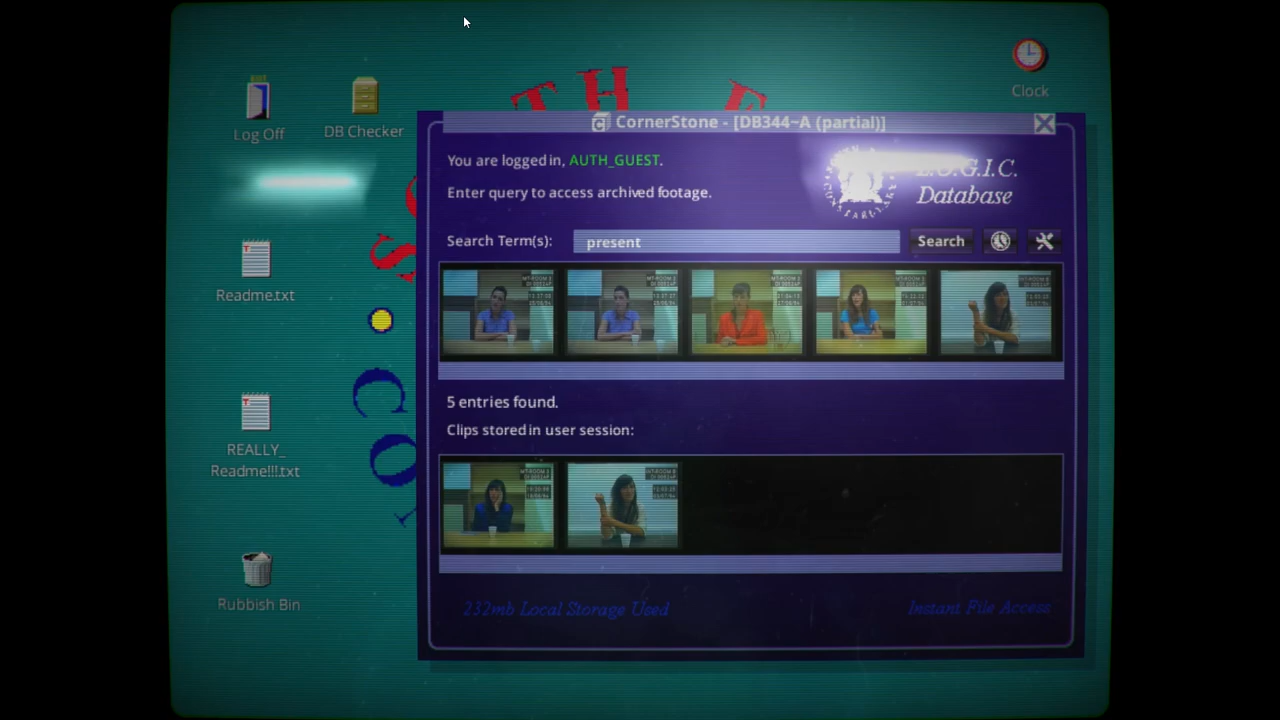 Clock
Log Off
DB Checker
TH E
CornerStone - [DB344~A (partial)]
You are logged in, AUTH_GUEST.
L.O.G.I.C.
Database
Enter query to access archived footage.
Search Term(s):
present
Search
Readme.txt
5 entries found.
Clips stored in user session:
REALLY_
Readme!!!.txt
232mb Local Storage Used
Instant File Access
Rubbish Bin